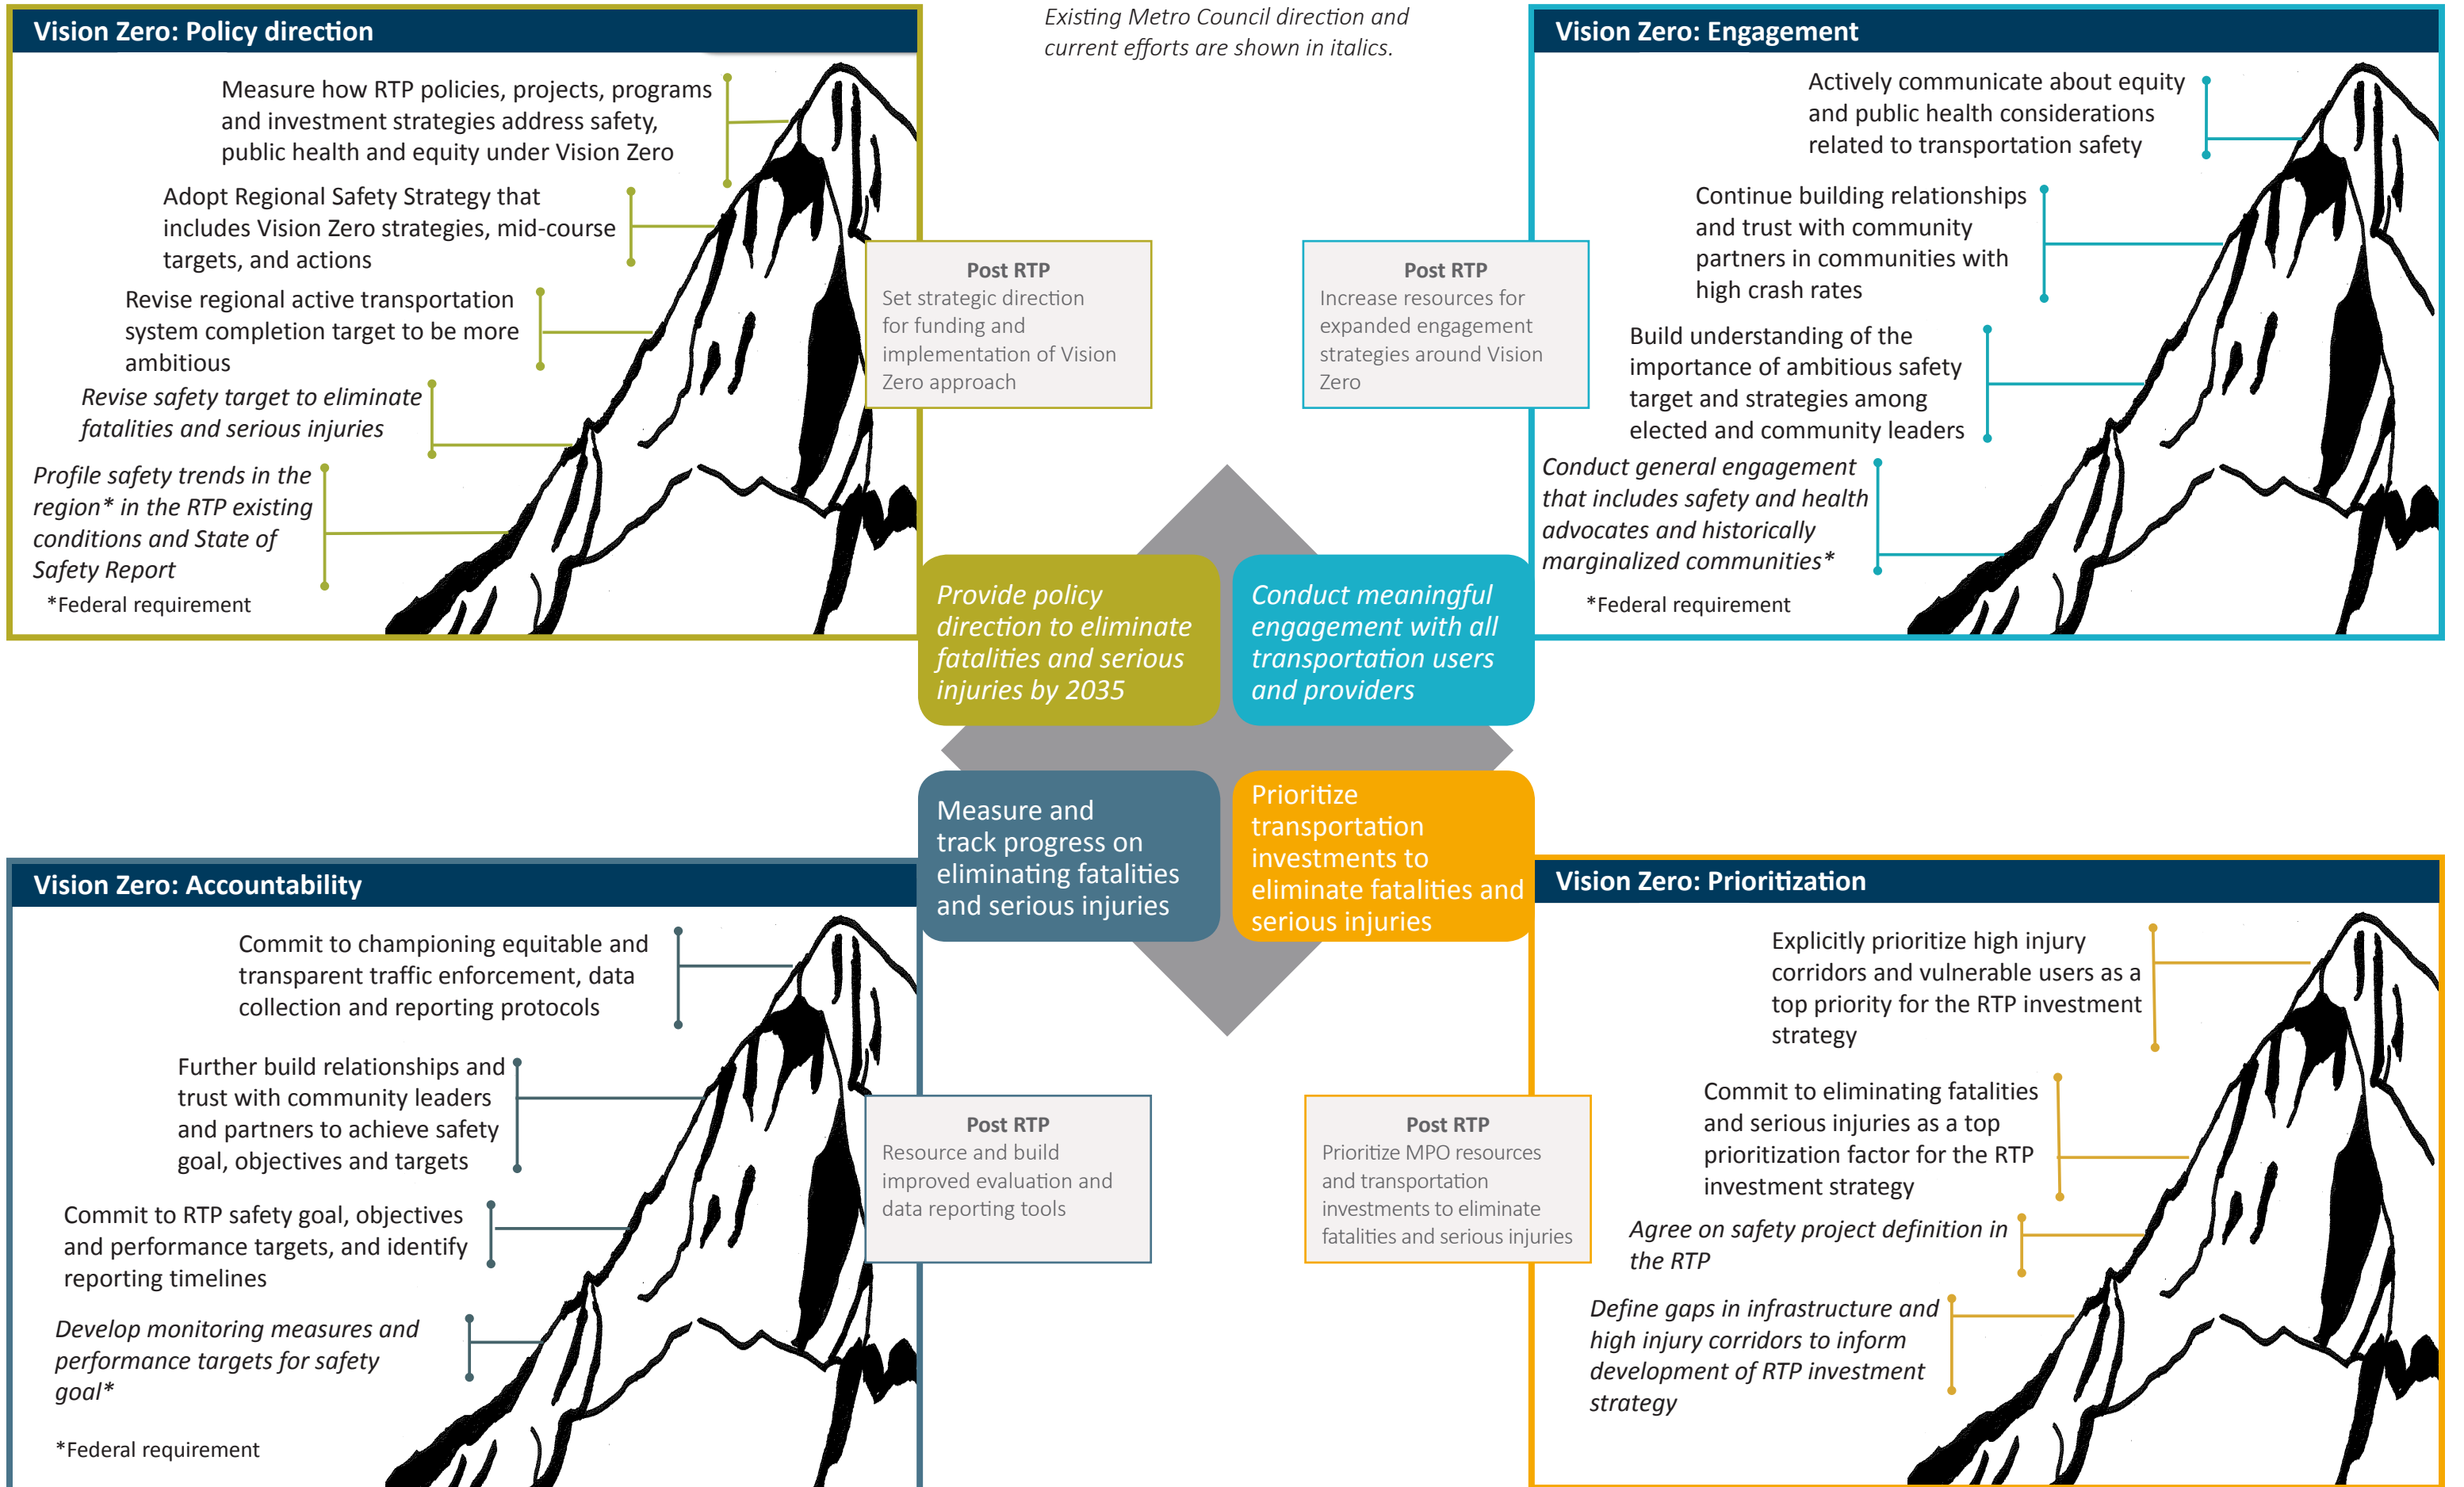 Existing Metro Council direction and
current efforts are shown in italics.
Vision Zero: Policy direction
Measure how RTP policies, projects, programs
and investment strategies address safety,
public health and equity under Vision Zero
Adopt Regional Safety Strategy that
includes Vision Zero strategies, mid-course
targets, and actions
Revise regional active transportation
system completion target to be more
ambitious
Revise safety target to eliminate
fatalities and serious injuries
Profile safety trends in the
region* in the RTP existing
conditions and State of
Safety Report
*Federal requirement
Post RTP
Set strategic direction
for funding and
implementation of Vision
Zero approach
Vision Zero: Engagement
Actively communicate about equity
and public health considerations
related to transportation safety
Continue building relationships
and trust with community
partners in communities with
high crash rates
Build understanding of the
importance of ambitious safety
target and strategies among
elected and community leaders
Conduct general engagement
that includes safety and health
advocates and historically
marginalized communities*
*Federal requirement
Post RTP
Increase resources for
expanded engagement
strategies around Vision
Zero
Provide policy
direction to eliminate
fatalities and serious
injuries by 2035
Conduct meaningful
engagement with all
transportation users
and providers
Measure and
track progress on
eliminating fatalities
and serious injuries
Prioritize
transportation
investments to
eliminate fatalities and
serious injuries
Vision Zero: Accountability
Commit to championing equitable and
transparent traffic enforcement, data
collection and reporting protocols
Further build relationships and
trust with community leaders
and partners to achieve safety
goal, objectives and targets
Commit to RTP safety goal, objectives
and performance targets, and identify
reporting timelines
Develop monitoring measures and
performance targets for safety
goal*
*Federal requirement
Post RTP
Resource and build
improved evaluation and
data reporting tools
Vision Zero: Prioritization
Explicitly prioritize high injury
corridors and vulnerable users as a
top priority for the RTP investment
strategy
Commit to eliminating fatalities
and serious injuries as a top
prioritization factor for the RTP
investment strategy
Agree on safety project definition in
the RTP
Define gaps in infrastructure and
high injury corridors to inform
development of RTP investment
strategy
Post RTP
Prioritize MPO resources
and transportation
investments to eliminate
fatalities and serious injuries